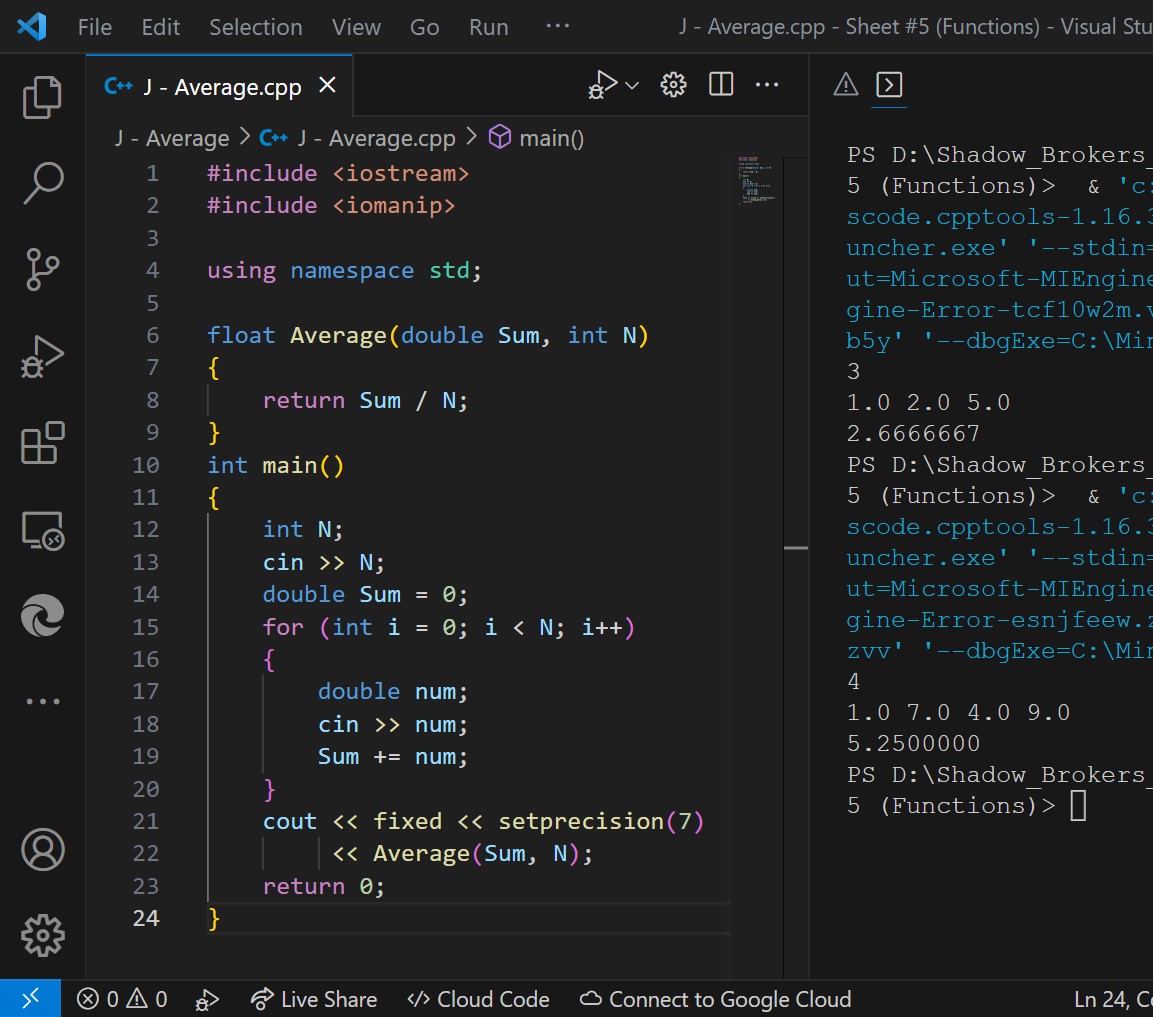 File Edit Selection View Go Run ··· J - Average.cpp - Sheet #5 (Functions) - Visual Stu
C++ J - Average.cpp ×
J - Average > C++ J - Average.cpp > main()
1 #include <iostream>
2 #include <iomanip>
3
4 using namespace std;
5
6 float Average(double Sum, int N)
7 {
8     return Sum / N;
9 }
10 int main()
11 {
12     int N;
13     cin >> N;
14     double Sum = 0;
15     for (int i = 0; i < N; i++)
16     {
17         double num;
18         cin >> num;
19         Sum += num;
20     }
21     cout << fixed << setprecision(7)
22          << Average(Sum, N);
23     return 0;
24 }
PS D:\Shadow_Brokers_
5 (Functions)>  & 'c:
scode.cpptools-1.16.3
uncher.exe' '--stdin=
ut=Microsoft-MIEngine
gine-Error-tcf10w2m.v
b5y' '--dbgExe=C:\Min
3
1.0 2.0 5.0
2.6666667
PS D:\Shadow_Brokers_
5 (Functions)>  & 'c:
scode.cpptools-1.16.3
uncher.exe' '--stdin=
ut=Microsoft-MIEngine
gine-Error-esnjfeew.z
zvv' '--dbgExe=C:\Min
4
1.0 7.0 4.0 9.0
5.2500000
PS D:\Shadow_Brokers_
5 (Functions)>
0 0 Live Share </> Cloud Code Connect to Google Cloud Ln 24, Co